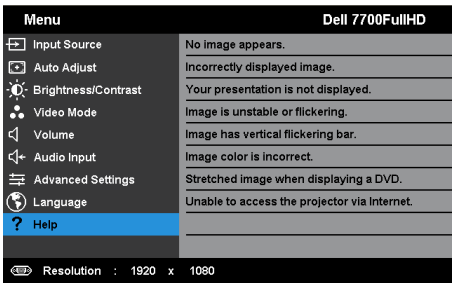 Menu Dell 7700FullHD
Input Source No image appears.
Auto Adjust Incorrectly displayed image.
Brightness/Contrast Your presentation is not displayed.
Video Mode Image is unstable or flickering.
Volume Image has vertical flickering bar.
Audio Input Image color is incorrect.
Advanced Settings Stretched image when displaying a DVD.
Language Unable to access the projector via Internet.
? Help
Resolution : 1920 x 1080